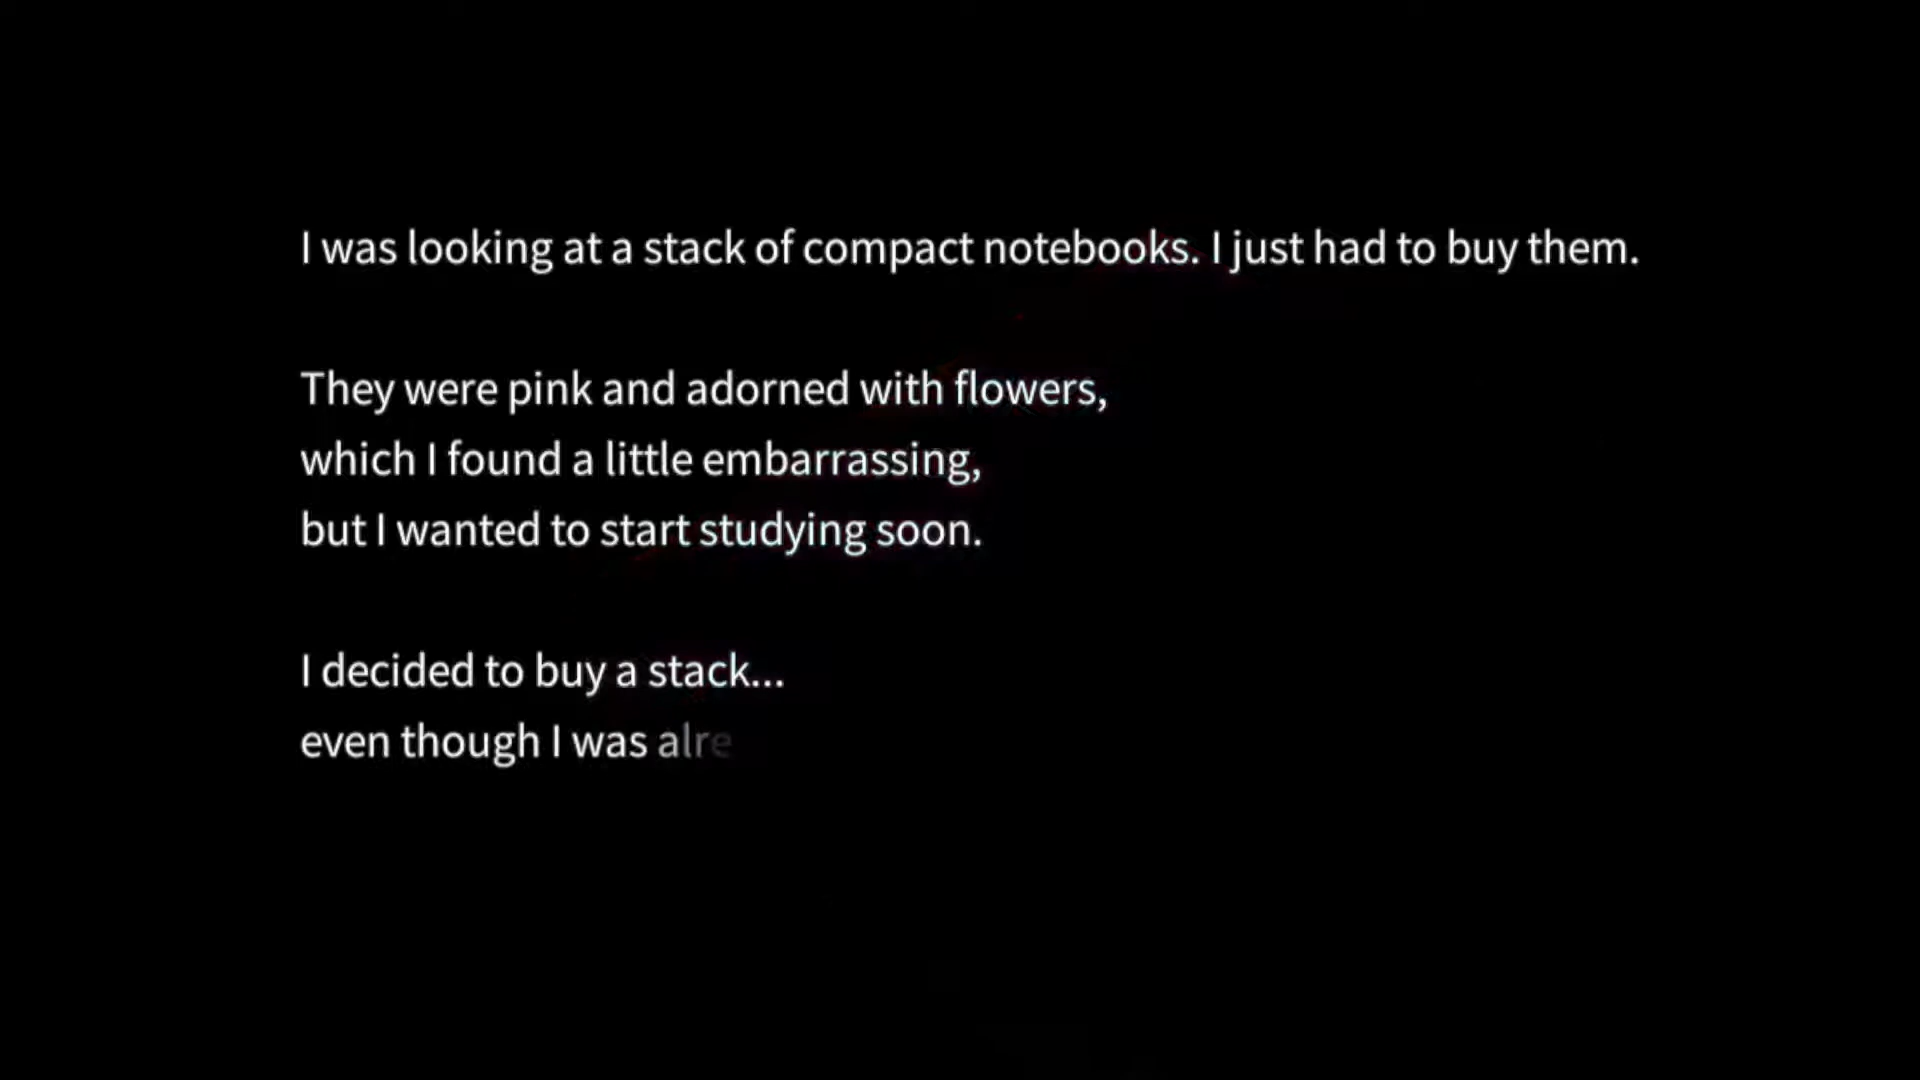 I was looking at a stack of compact notebooks. I just had to buy them.
They were pink and adorned with flowers,
which I found a little embarrassing,
but I wanted to start studying soon.
I decided to buy a stack...
even though I was alre